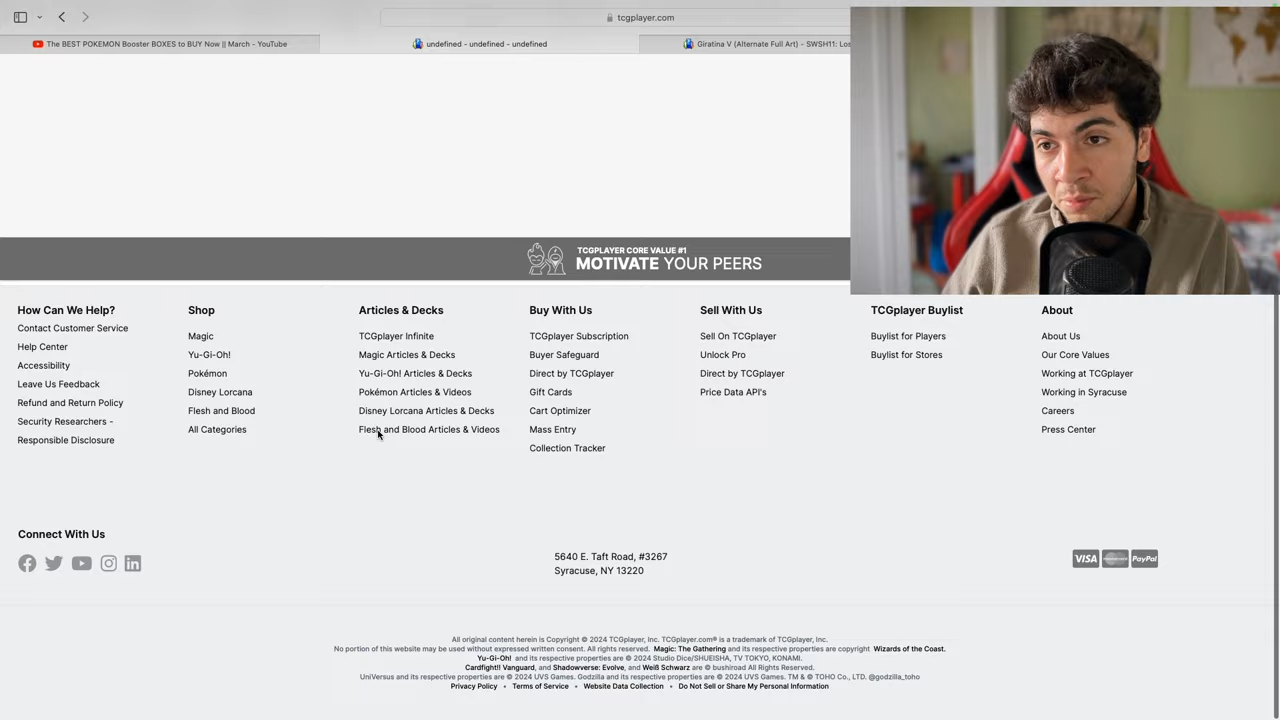 tcgplayer.com
The BEST POKEMON Booster BOXES to BUY Now || March - YouTube
undefined - undefined - undefined
Giratina V (Alternate Full Art) - SWSH11: Los
TCGPLAYER CORE VALUE #1
MOTIVATE YOUR PEERS
How Can We Help?
Contact Customer Service
Help Center
Accessibility
Leave Us Feedback
Refund and Return Policy
Security Researchers -
Responsible Disclosure
Shop
Magic
Yu-Gi-Oh!
Pokémon
Disney Lorcana
Flesh and Blood
All Categories
Articles & Decks
TCGplayer Infinite
Magic Articles & Decks
Yu-Gi-Oh! Articles & Decks
Pokémon Articles & Videos
Disney Lorcana Articles & Decks
Flesh and Blood Articles & Videos
Buy With Us
TCGplayer Subscription
Buyer Safeguard
Direct by TCGplayer
Gift Cards
Cart Optimizer
Mass Entry
Collection Tracker
Sell With Us
Sell On TCGplayer
Unlock Pro
Direct by TCGplayer
Price Data API's
TCGplayer Buylist
Buylist for Players
Buylist for Stores
About
About Us
Our Core Values
Working at TCGplayer
Working in Syracuse
Careers
Press Center
Connect With Us
5640 E. Taft Road, #3267
Syracuse, NY 13220
VISA
PayPal
All original content herein is Copyright © 2024 TCGplayer, Inc. TCGplayer.com® is a trademark of TCGplayer, Inc.
No portion of this website may be used without expressed written consent. All rights reserved. Magic: The Gathering and its respective properties are copyright Wizards of the Coast.
Yu-Gi-Oh! and its respective properties are © 2024 Studio Dice/SHUEISHA, TV TOKYO, KONAMI.
Cardfight!! Vanguard, and Shadowverse: Evolve, and Weiß Schwarz are © bushiroad All Rights Reserved.
UniVersus and its respective properties are © 2024 UVS Games. Godzilla and its respective properties are © 2024 UVS Games. TM & © TOHO Co., LTD. @godzilla_toho
Privacy Policy • Terms of Service • Website Data Collection • Do Not Sell or Share My Personal Information